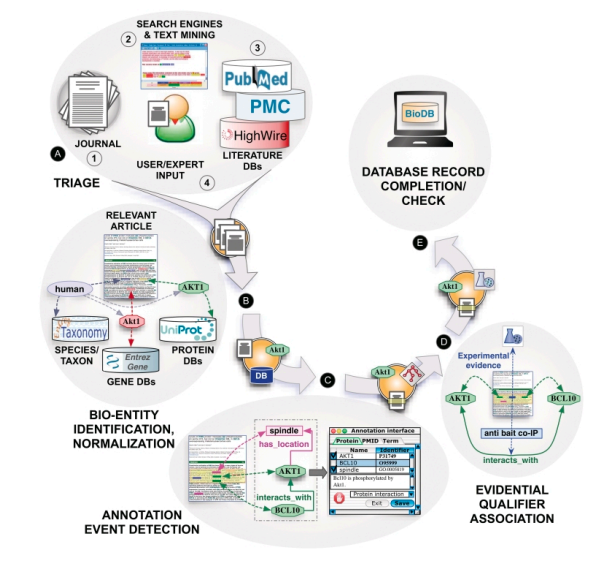 SEARCH ENGINES
& TEXT MINING
2
3
PubMed
PMC
HighWire
JOURNAL
1
A
USER/EXPERT
INPUT
LITERATURE
DBs
4
TRIAGE
BioDB
DATABASE RECORD
COMPLETION/
CHECK
RELEVANT
ARTICLE
human
AKT1
Akt1
Taxonomy
UniProt
Entrez
Gene
SPECIES/
TAXON
PROTEIN
DBs
GENE DBs
BIO-ENTITY
IDENTIFICATION,
NORMALIZATION
B
Akt1
DB
C
Akt1
D
Akt1
E
Experimental
evidence
AKT1
BCL10
anti bait co-IP
interacts_with
EVIDENTIAL
QUALIFIER
ASSOCIATION
spindle
has_location
AKT1
interacts_with
BCL10
Annotation interface
Protein PMID Term
Name Identifier
AKT1 P31749
BCL10 O95999
spindle GO:0005819
Bcl10 is phosphorylated by
Akt1.
Protein interaction
Exit Save
ANNOTATION
EVENT DETECTION